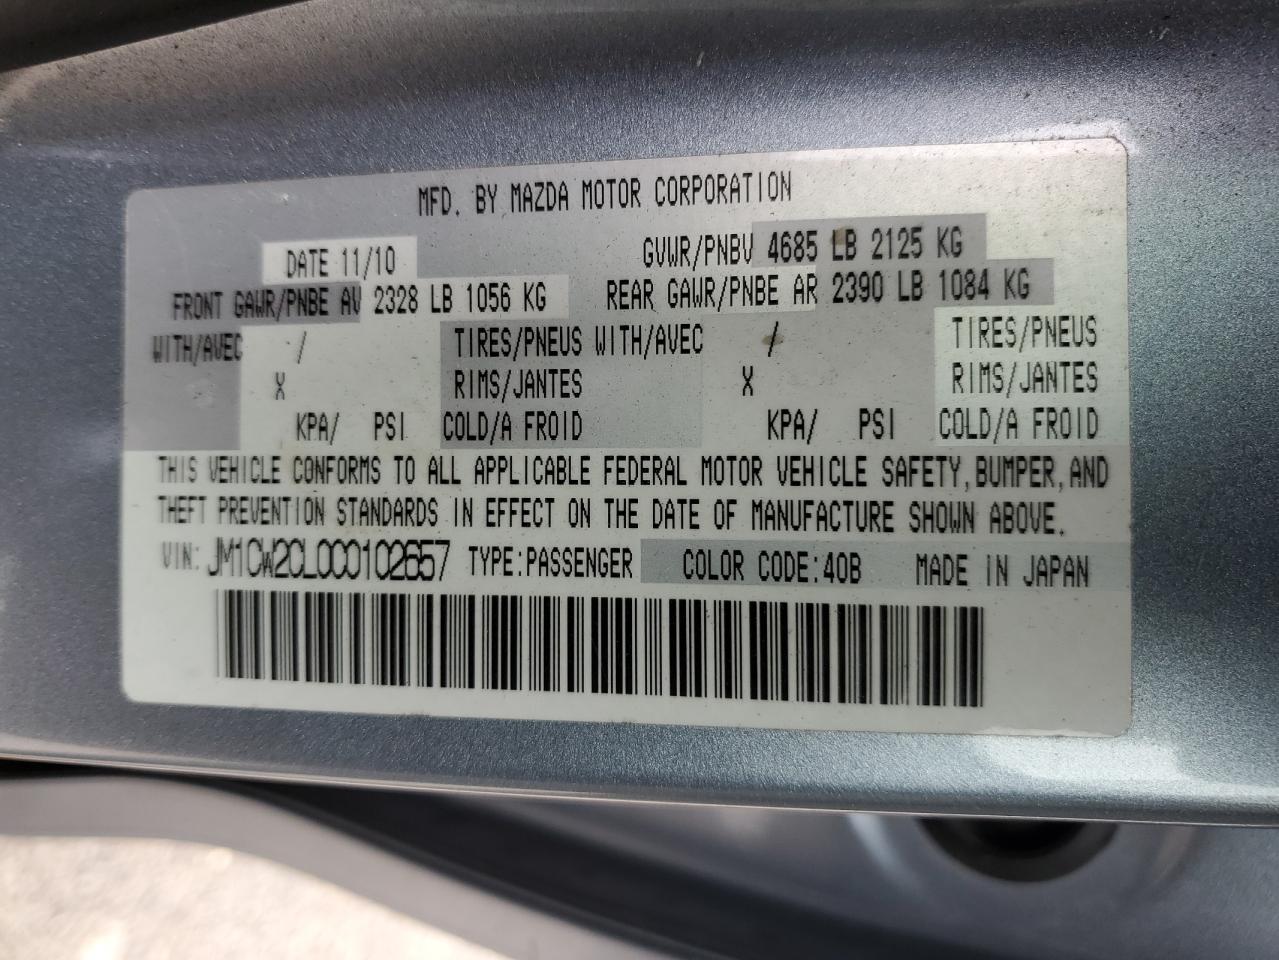 MFD. BY MAZDA MOTOR CORPORATION
DATE 11/10 GVWR/PNBV 4685 LB 2125 KG
FRONT GAWR/PNBE AV 2328 LB 1056 KG REAR GAWR/PNBE AR 2390 LB 1084 KG
WITH/AVEC / TIRES/PNEUS WITH/AVEC / TIRES/PNEUS
X RIMS/JANTES X RIMS/JANTES
KPA/ PSI COLD/A FROID KPA/ PSI COLD/A FROID
THIS VEHICLE CONFORMS TO ALL APPLICABLE FEDERAL MOTOR VEHICLE SAFETY, BUMPER, AND
THEFT PREVENTION STANDARDS IN EFFECT ON THE DATE OF MANUFACTURE SHOWN ABOVE.
VIN: JM1CW2CL0C0102657 TYPE:PASSENGER COLOR CODE:40B MADE IN JAPAN